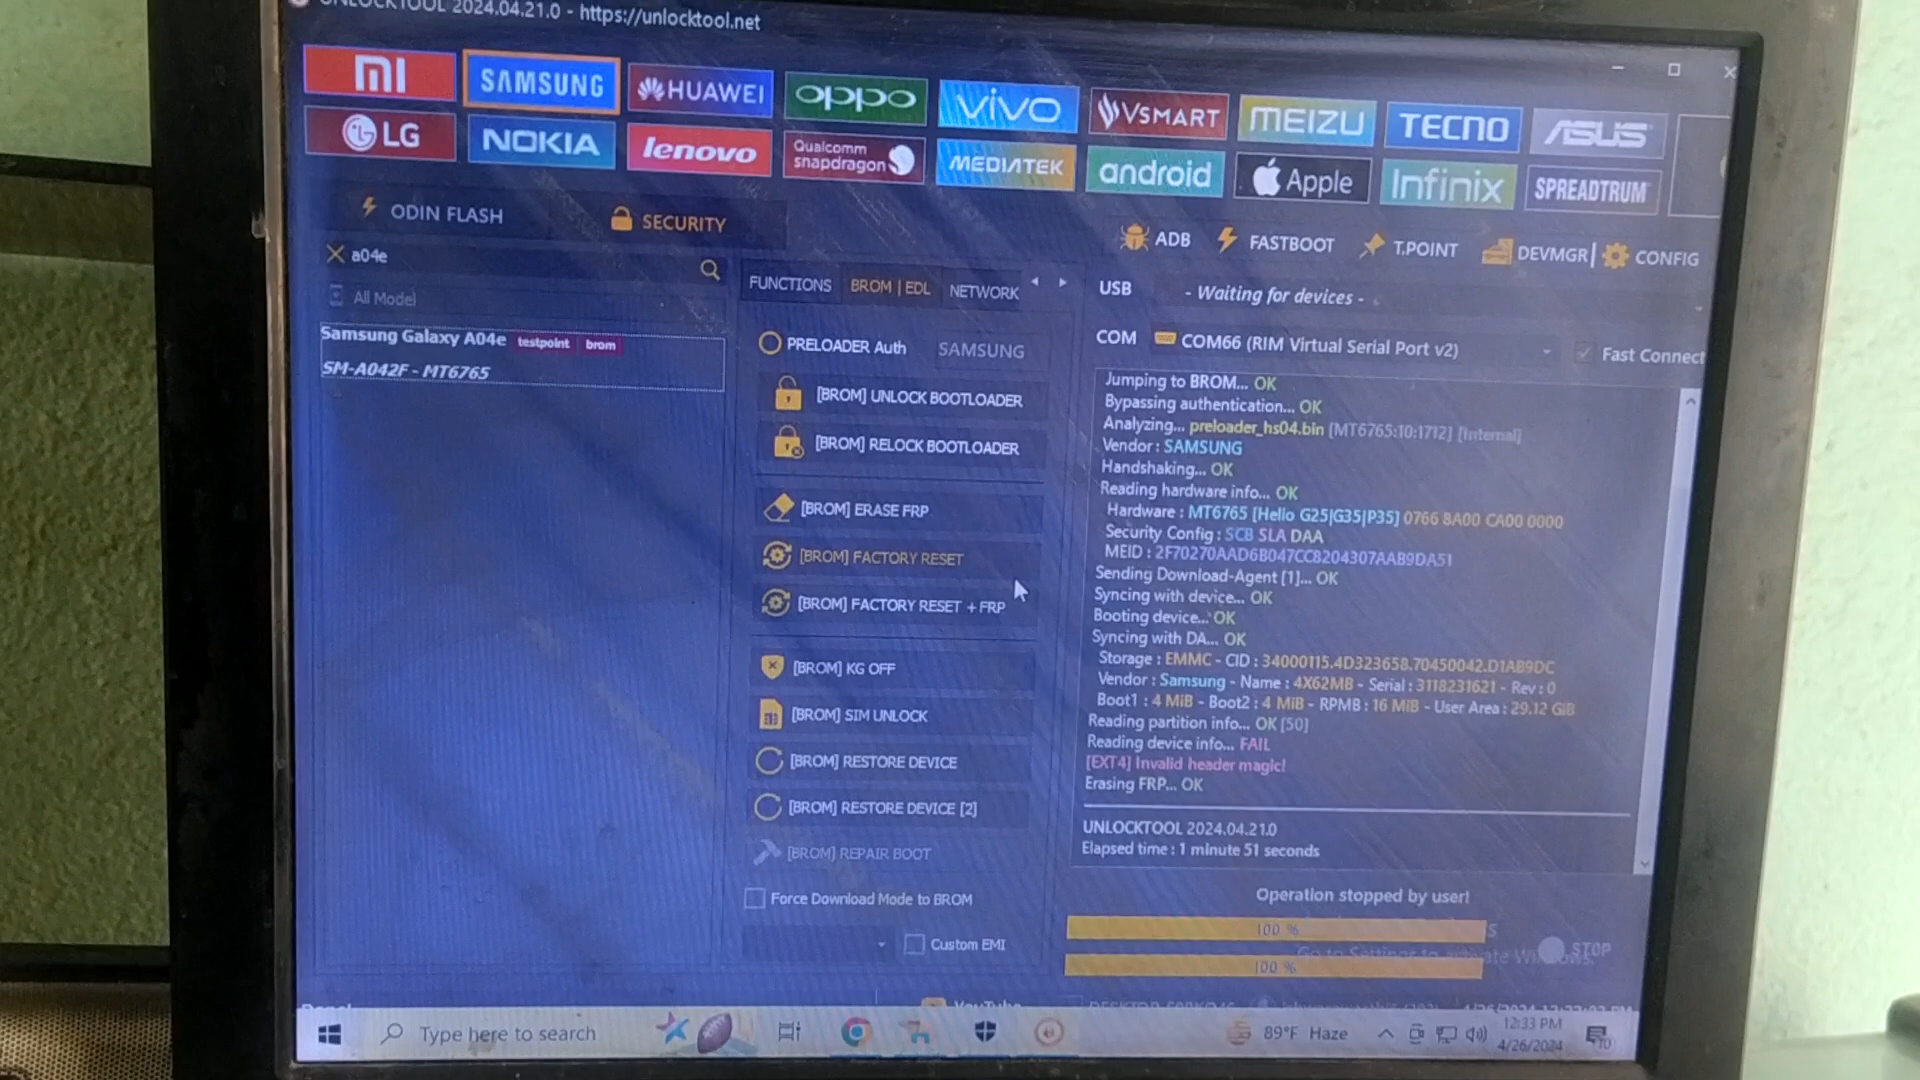 UNLOCKTOOL 2024.04.21.0 - https://unlocktool.net
mi SAMSUNG HUAWEI oppo vivo VSMART MEIZU TECNO ASUS
LG NOKIA lenovo Qualcomm snapdragon MEDIATEK android Apple Infinix SPREADTRUM
ODIN FLASH SECURITY
ADB FASTBOOT T.POINT DEVMGR CONFIG
a04e
All Model
Samsung Galaxy A04e testpoint brom
SM-A042F - MT6765
FUNCTIONS BROM | EDL NETWORK
PRELOADER Auth SAMSUNG
[BROM] UNLOCK BOOTLOADER
[BROM] RELOCK BOOTLOADER
[BROM] ERASE FRP
[BROM] FACTORY RESET
[BROM] FACTORY RESET + FRP
[BROM] KG OFF
[BROM] SIM UNLOCK
[BROM] RESTORE DEVICE
[BROM] RESTORE DEVICE [2]
[BROM] REPAIR BOOT
Force Download Mode to BROM
Custom EMI
USB - Waiting for devices -
COM COM66 (RIM Virtual Serial Port v2) Fast Connect
Jumping to BROM... OK
Bypassing authentication... OK
Analyzing... preloader_hs04.bin [MT6765:10:1712] [Internal]
Vendor : SAMSUNG
Handshaking... OK
Reading hardware info... OK
Hardware : MT6765 [Helio G25|G35|P35] 0766 8A00 CA00 0000
Security Config : SCB SLA DAA
MEID : 2F70270AAD6B047CCB204307AAB9DA51
Sending Download-Agent [1]... OK
Syncing with device... OK
Booting device... OK
Syncing with DA... OK
Storage : EMMC - CID : 34000115.4D323658.70450042.D1AB9DC
Vendor : Samsung - Name : 4X62MB - Serial : 3118231621 - Rev : 0
Boot1 : 4 MiB - Boot2 : 4 MiB - RPMB : 16 MiB - User Area : 29.12 GiB
Reading partition info... OK [50]
Reading device info... FAIL
[EXT4] Invalid header magic!
Erasing FRP... OK
UNLOCKTOOL 2024.04.21.0
Elapsed time : 1 minute 51 seconds
Operation stopped by user!
100 %
100 %
Go to Settings to activate Windows.
STOP
YouTube
Type here to search
89°F Haze
12:33 PM
4/26/2024